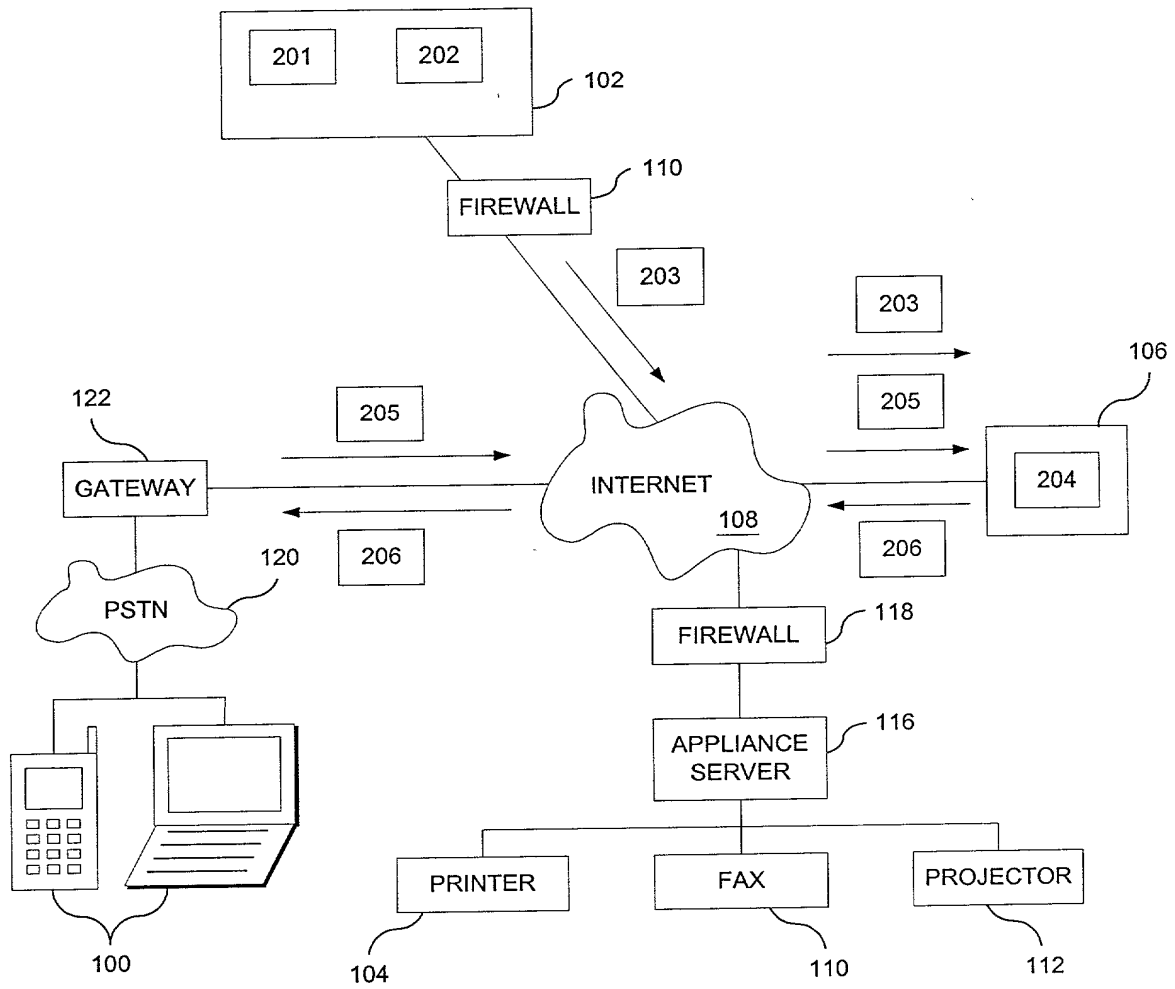 201
202
102
110
FIREWALL
203
203
106
122
205
205
GATEWAY
INTERNET
204
108
206
206
120
PSTN
FIREWALL
118
APPLIANCE
SERVER
116
PRINTER
FAX
PROJECTOR
100
104
110
112